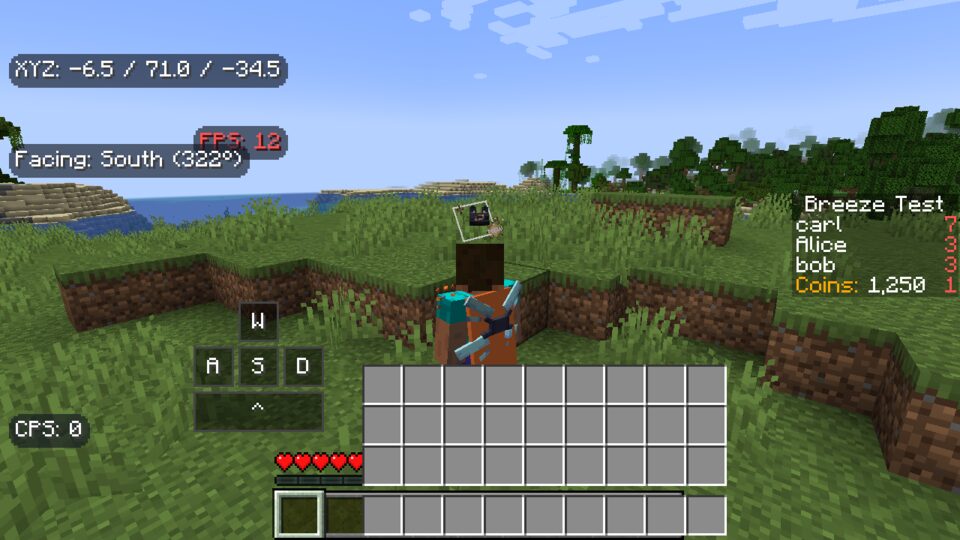 XYZ: -6.5 / 71.0 / -34.5
FPS: 12
Facing: South (322°)
Breeze Test
carl 7
Alice 3
bob 3
Coins: 1,250 1
W
A S D
^
CPS: 0